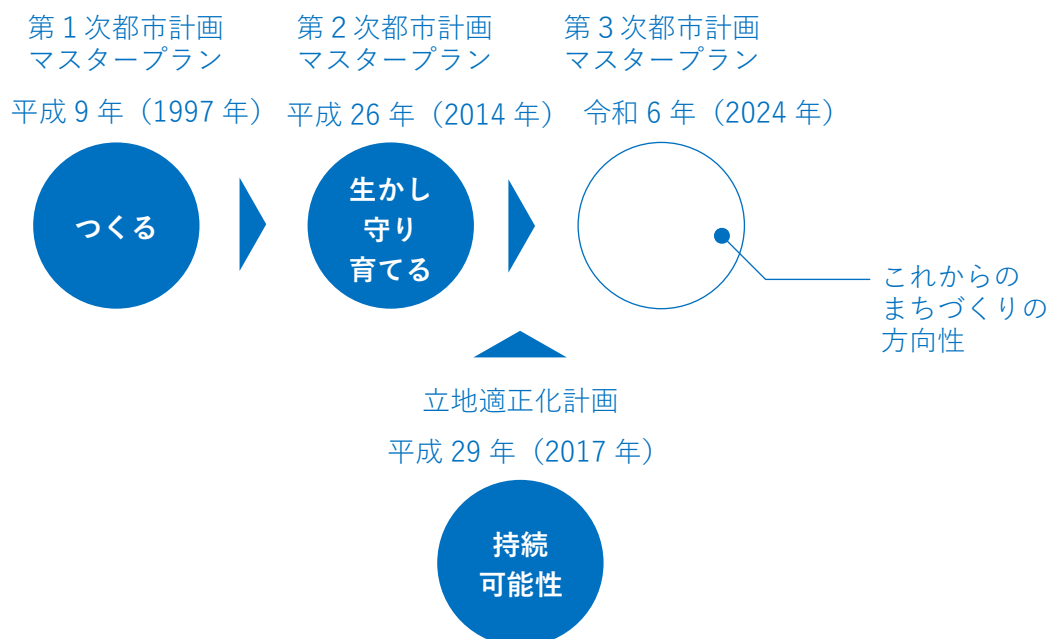 第１次都市計画
マスタープラン
平成 9 年（1997 年）
つくる
第２次都市計画
マスタープラン
平成 26 年（2014 年）
生かし
守り
育てる
第３次都市計画
マスタープラン
令和 6 年（2024 年）
これからの
まちづくりの
方向性
立地適正化計画
平成 29 年（2017 年）
持続
可能性